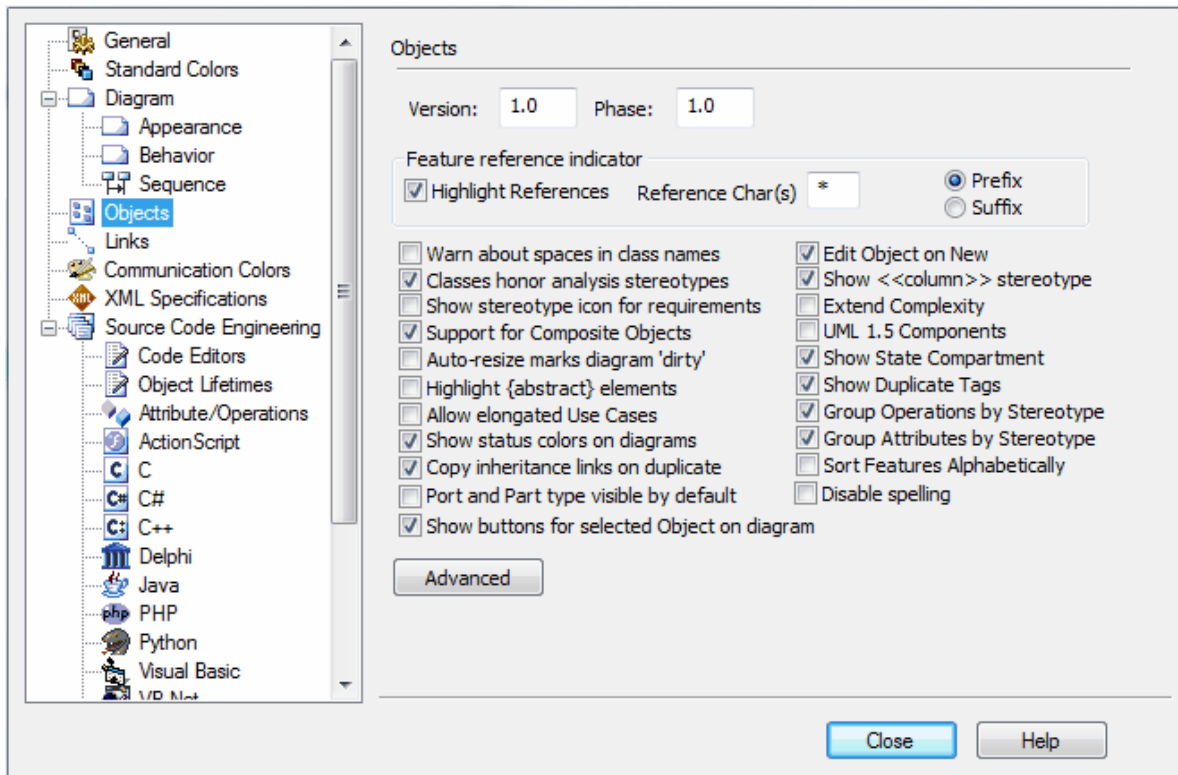 General
Standard Colors
Diagram
Appearance
Behavior
Sequence
Objects
Links
Communication Colors
XML Specifications
Source Code Engineering
Code Editors
Object Lifetimes
Attribute/Operations
ActionScript
C
C#
C++
Delphi
Java
php PHP
Python
Visual Basic
VB.Net
Objects
Version: 1.0 Phase: 1.0
Feature reference indicator
Highlight References Reference Char(s) * Prefix
Suffix
Warn about spaces in class names
Classes honor analysis stereotypes
Show stereotype icon for requirements
Support for Composite Objects
Auto-resize marks diagram 'dirty'
Highlight {abstract} elements
Allow elongated Use Cases
Show status colors on diagrams
Copy inheritance links on duplicate
Port and Part type visible by default
Show buttons for selected Object on diagram
Edit Object on New
Show <<column>> stereotype
Extend Complexity
UML 1.5 Components
Show State Compartment
Show Duplicate Tags
Group Operations by Stereotype
Group Attributes by Stereotype
Sort Features Alphabetically
Disable spelling
Advanced
Close Help